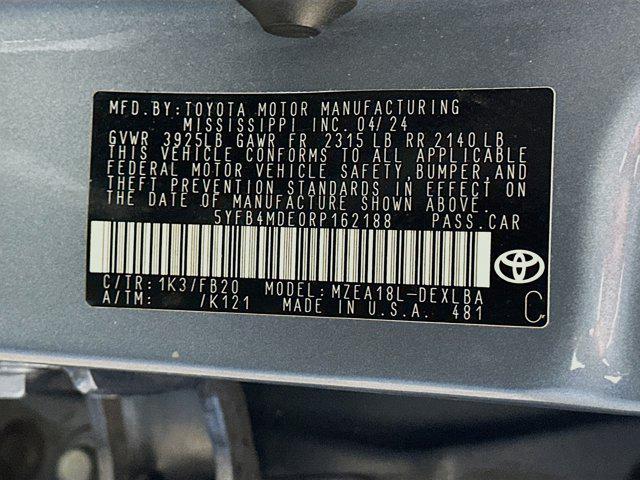 MFD.BY:TOYOTA MOTOR MANUFACTURING
MISSISSIPPI INC. 04/24
GVWR 3925LB GAWR FR 2315 LB RR 2140 LB
THIS VEHICLE CONFORMS TO ALL APPLICABLE
FEDERAL MOTOR VEHICLE SAFETY,BUMPER,AND
THEFT PREVENTION STANDARDS IN EFFECT ON
THE DATE OF MANUFACTURE SHOWN ABOVE.
5YFB4MDE0RP162188 PASS.CAR
C/TR: 1K3/FB20 MODEL: MZEA18L-DEXLBA
A/TM: /K121 MADE IN U.S.A. 481 C